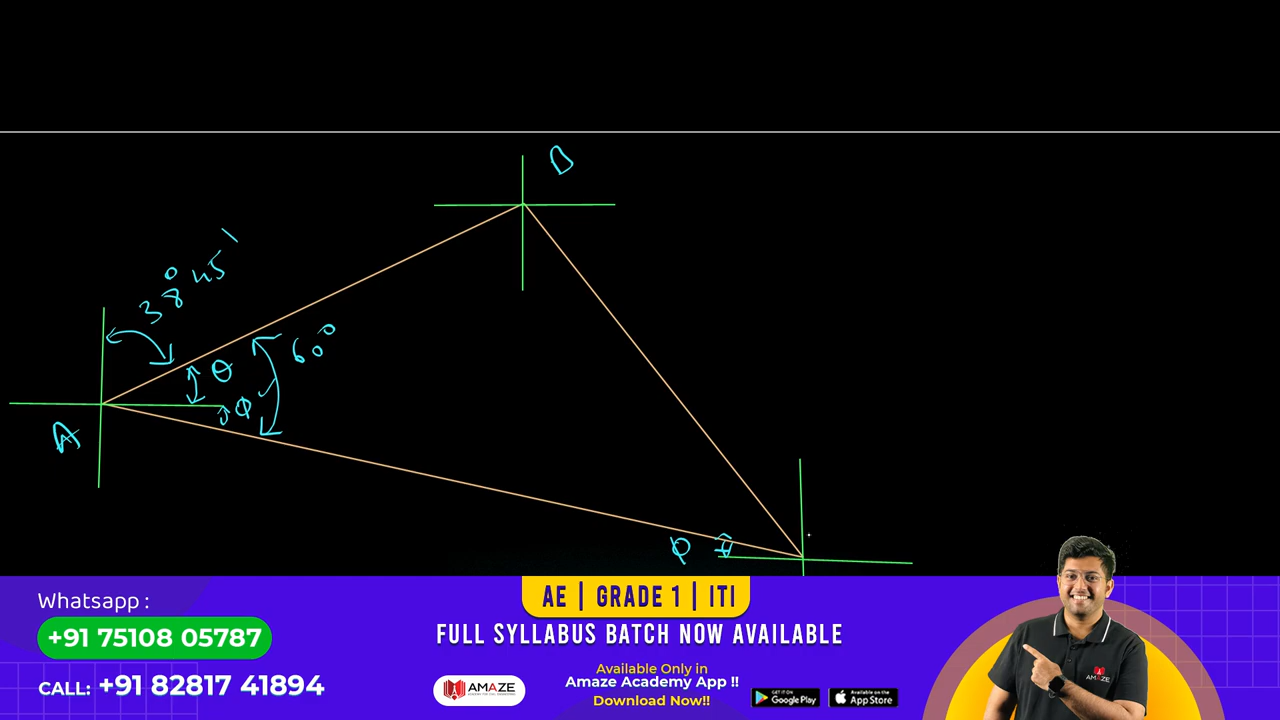 B
38° 45'
θ
60°
Φ
A
Φ
Whatsapp :
+91 75108 05787
CALL: +91 82817 41894
AE | GRADE 1 | ITI
FULL SYLLABUS BATCH NOW AVAILABLE
Available Only in
Amaze Academy App !!
Download Now!!
AMAZE
GET IT ON
Google Play
Available on the
App Store
AMAZE